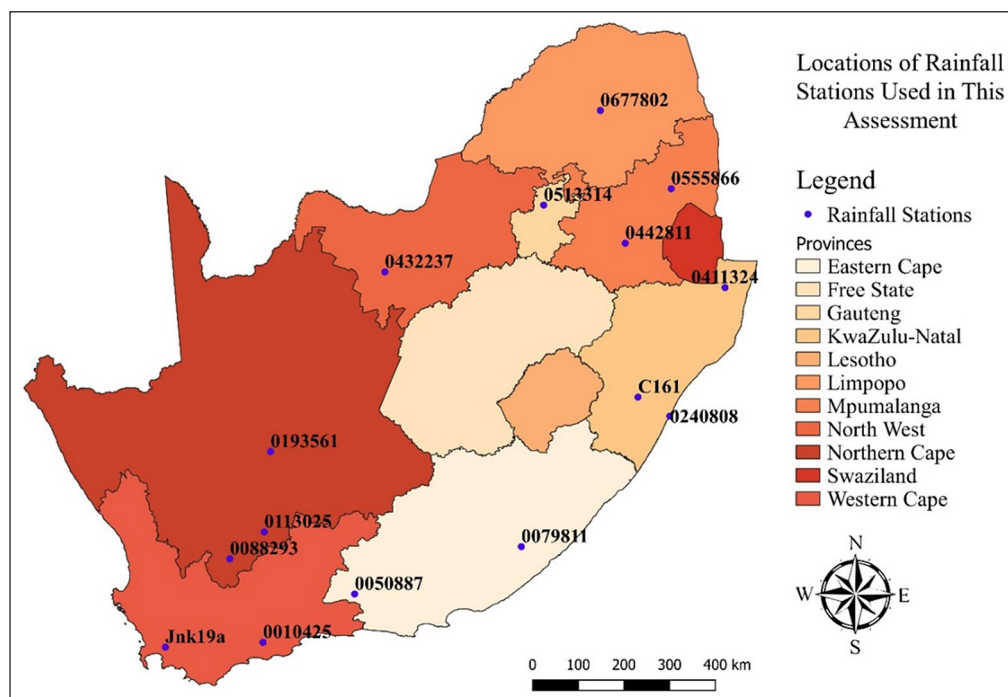 Locations of Rainfall
Stations Used in This
Assessment
0677802
0555866
0513314
0442811
0432237
0411324
C161
0240808
0193561
0113025
0088293
0079811
0050887
Jnk19a
0010425
Legend
Rainfall Stations
Provinces
Eastern Cape
Free State
Gauteng
KwaZulu-Natal
Lesotho
Limpopo
Mpumalanga
North West
Northern Cape
Swaziland
Western Cape
N
W E
S
0 100 200 300 400 km